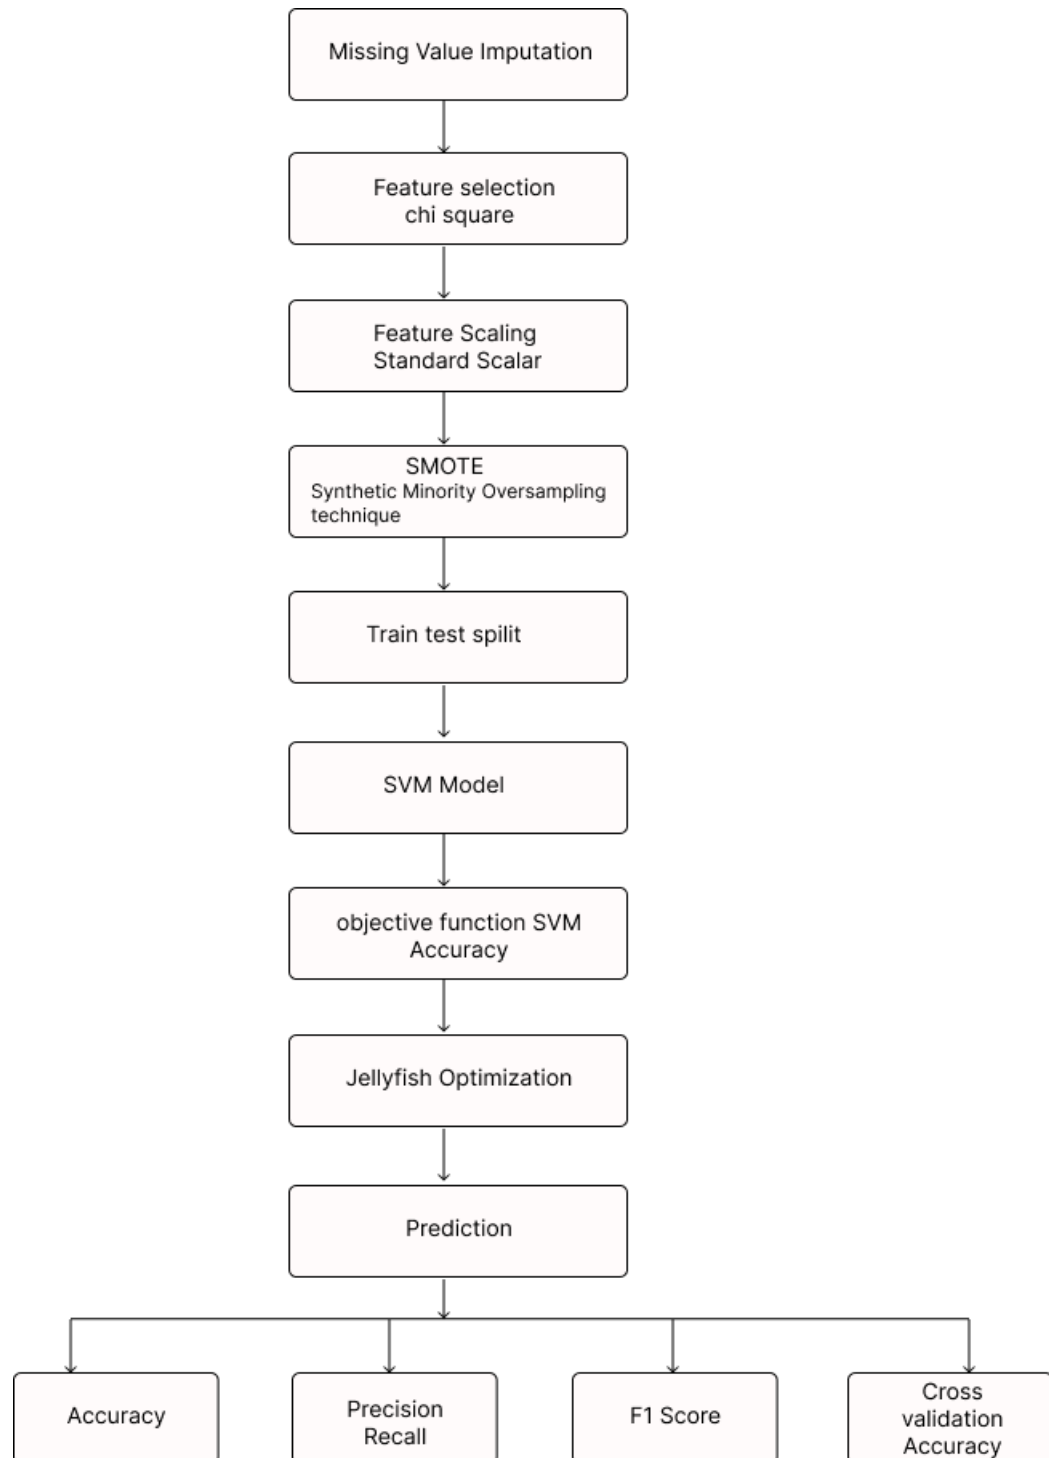 Missing Value Imputation
Feature selection
chi square
Feature Scaling
Standard Scalar
SMOTE
Synthetic Minority Oversampling
technique
Train test spilit
SVM Model
objective function SVM
Accuracy
Jellyfish Optimization
Prediction
Accuracy
Precision
Recall
F1 Score
Cross
validation
Accuracy